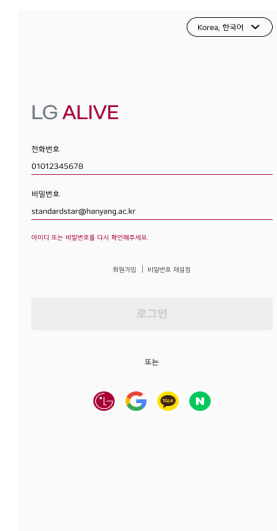 Korea, 한국어
LG ALIVE
전화번호
01012345678
비밀번호
standardstar@hanyang.ac.kr
아이디 또는 비밀번호를 다시 확인해주세요.
회원가입 | 비밀번호 재설정
로그인
또는
LG G TALK N